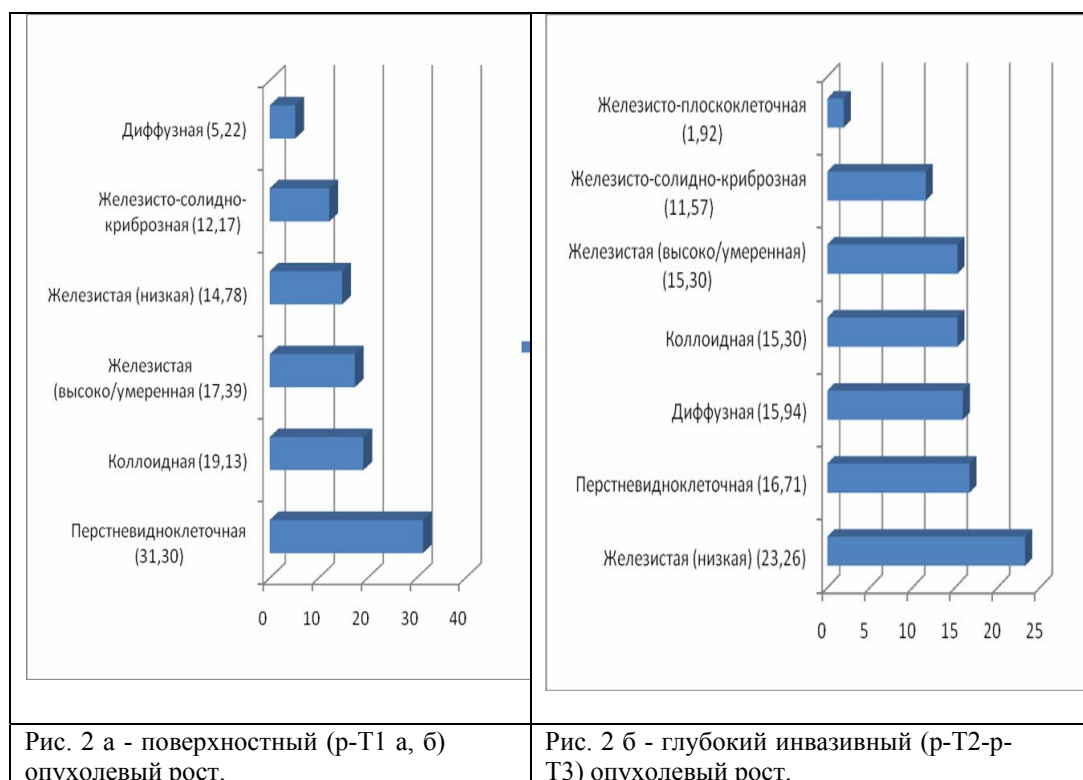 Диффузная (5,22)
Железисто-солидно-
криброзная (12,17)
Железистая (низкая) (14,78)
Железистая
(высоко/умеренная (17,39)
Коллоидная (19,13)
Перстневидноклеточная
(31,30)
0 10 20 30 40
Железисто-плоскоклеточная
(1,92)
Железисто-солидно-криброзная
(11,57)
Железистая (высоко/умеренная)
(15,30)
Коллоидная (15,30)
Диффузная (15,94)
Перстневидноклеточная (16,71)
Железистая (низкая) (23,26)
0 5 10 15 20 25
Рис. 2 а - поверхностный (р-Т1 а, б)
опухолевый рост.
Рис. 2 б - глубокий инвазивный (р-Т2-р-
Т3) опухолевый рост.